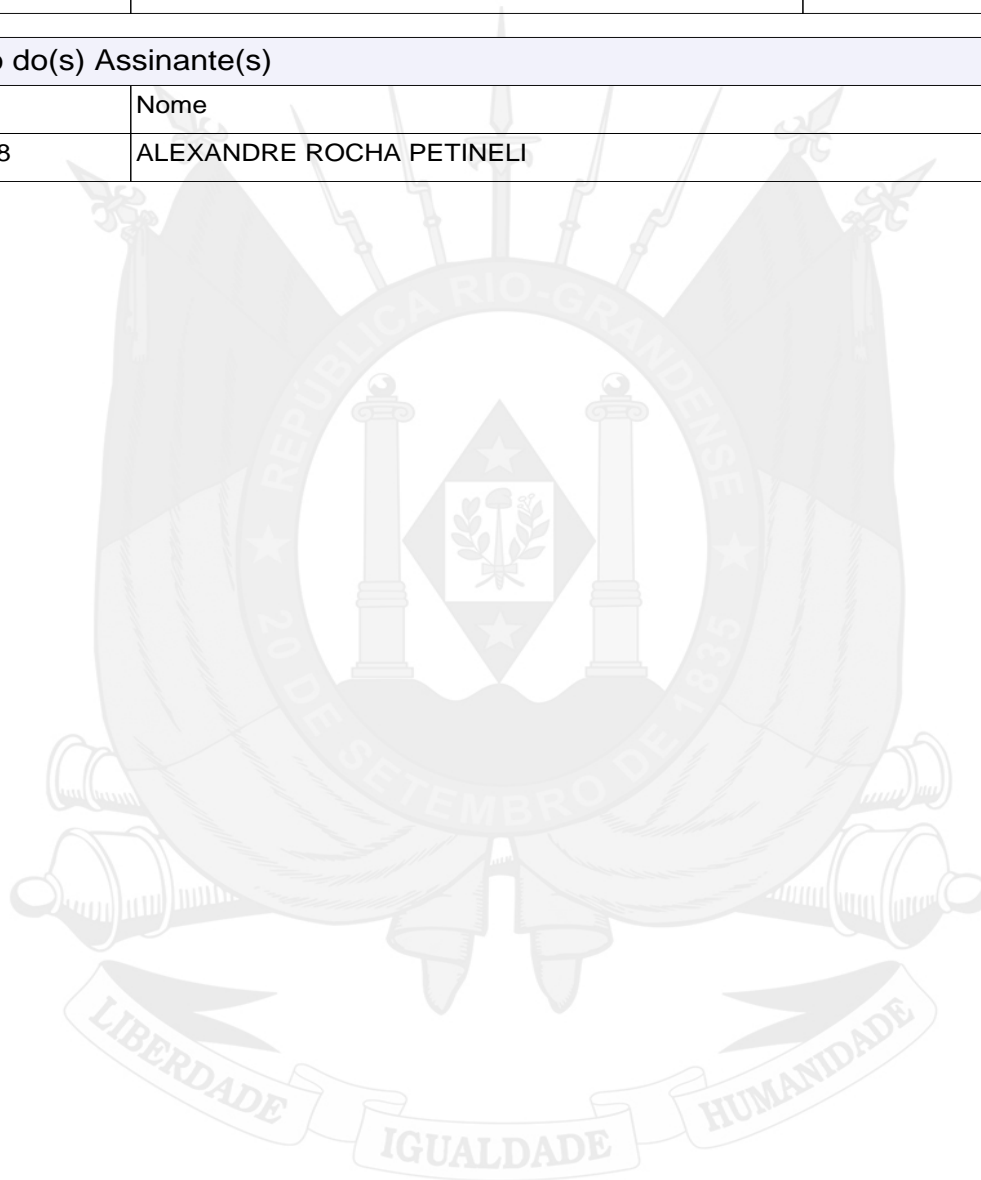 o do(s) Assinante(s)
Nome
8 ALEXANDRE ROCHA PETINELI
REPÚBLICA RIO-GRANDENSE
20 DE SETEMBRO DE 1835
LIBERDADE IGUALDADE HUMANIDADE